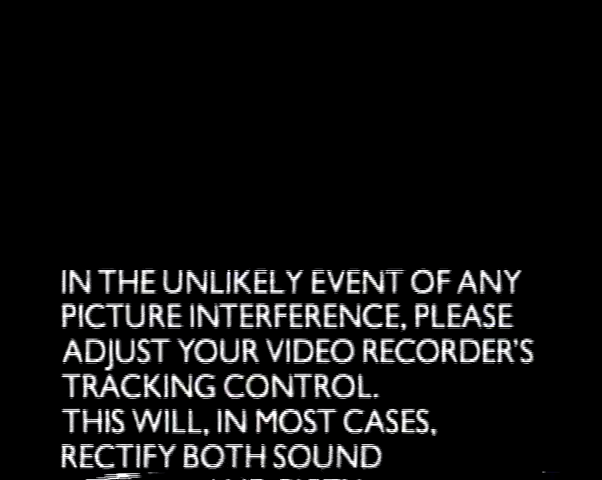 IN THE UNLIKELY EVENT OF ANY
PICTURE INTERFERENCE, PLEASE
ADJUST YOUR VIDEO RECORDER'S
TRACKING CONTROL.
THIS WILL, IN MOST CASES,
RECTIFY BOTH SOUND